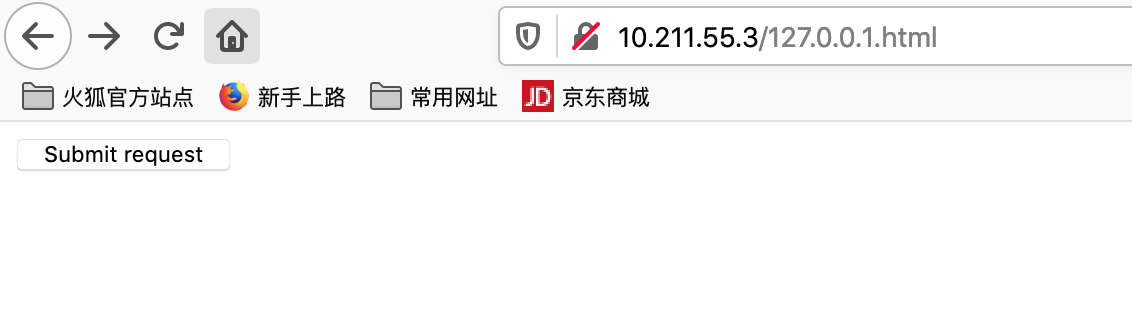 10.211.55.3/127.0.0.1.html
火狐官方站点 新手上路 常用网址 JD 京东商城
Submit request